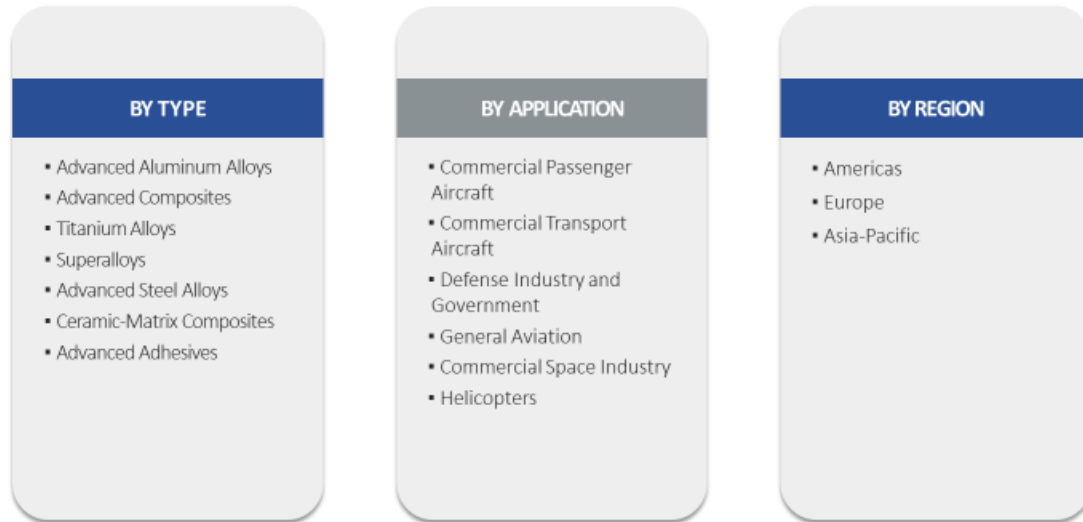 BY TYPE
▪ Advanced Aluminum Alloys
▪ Advanced Composites
▪ Titanium Alloys
▪ Superalloys
▪ Advanced Steel Alloys
▪ Ceramic-Matrix Composites
▪ Advanced Adhesives
BY APPLICATION
▪ Commercial Passenger
Aircraft
▪ Commercial Transport
Aircraft
▪ Defense Industry and
Government
▪ General Aviation
▪ Commercial Space Industry
▪ Helicopters
BY REGION
▪ Americas
▪ Europe
▪ Asia-Pacific